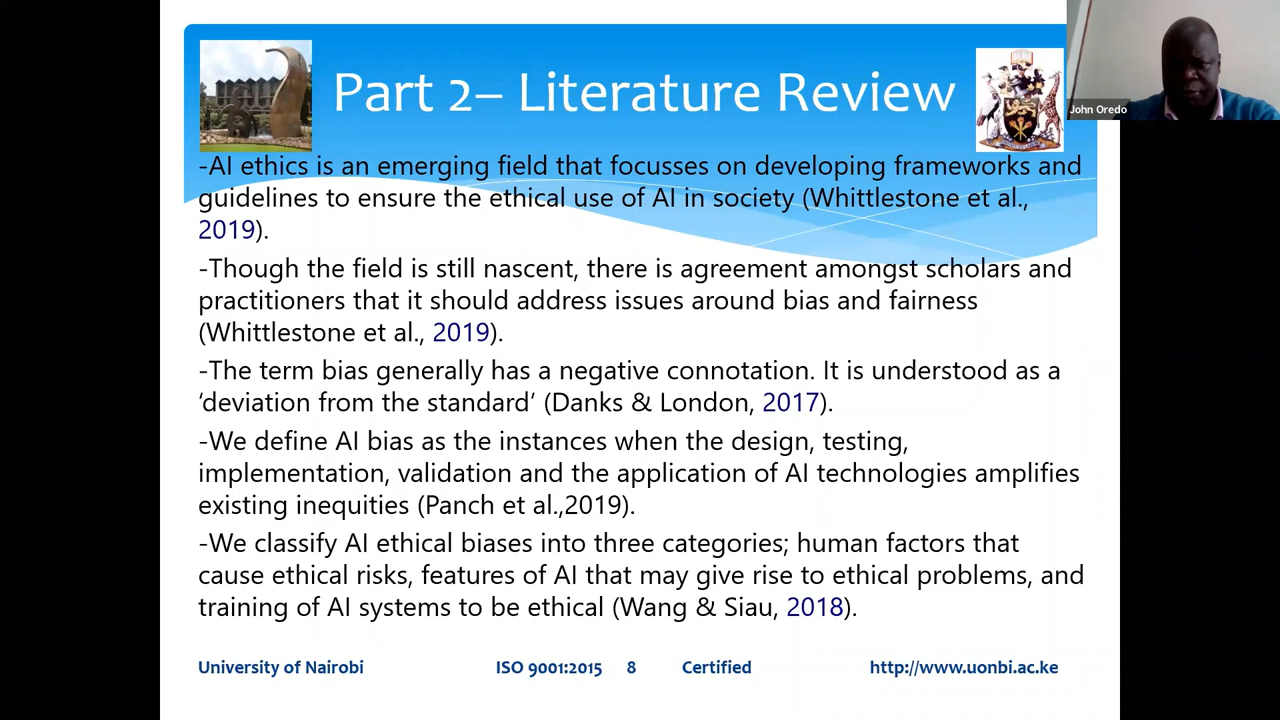 Part 2– Literature Review
John Oredo
-AI ethics is an emerging field that focusses on developing frameworks and
guidelines to ensure the ethical use of AI in society (Whittlestone et al.,
2019).
-Though the field is still nascent, there is agreement amongst scholars and
practitioners that it should address issues around bias and fairness
(Whittlestone et al., 2019).
-The term bias generally has a negative connotation. It is understood as a
‘deviation from the standard’ (Danks & London, 2017).
-We define AI bias as the instances when the design, testing,
implementation, validation and the application of AI technologies amplifies
existing inequities (Panch et al.,2019).
-We classify AI ethical biases into three categories; human factors that
cause ethical risks, features of AI that may give rise to ethical problems, and
training of AI systems to be ethical (Wang & Siau, 2018).
University of Nairobi ISO 9001:2015 8 Certified http://www.uonbi.ac.ke